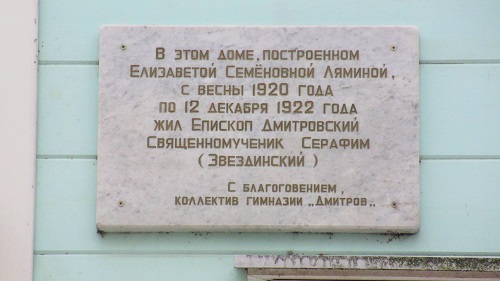 В этом доме, построенном
Елизаветой Семёновной Ляминой,
с весны 1920 года
по 12 декабря 1922 года
жил Епископ Дмитровский
Священномученик Серафим
(Звездинский)
С благоговением,
коллектив гимназии „Дмитров„